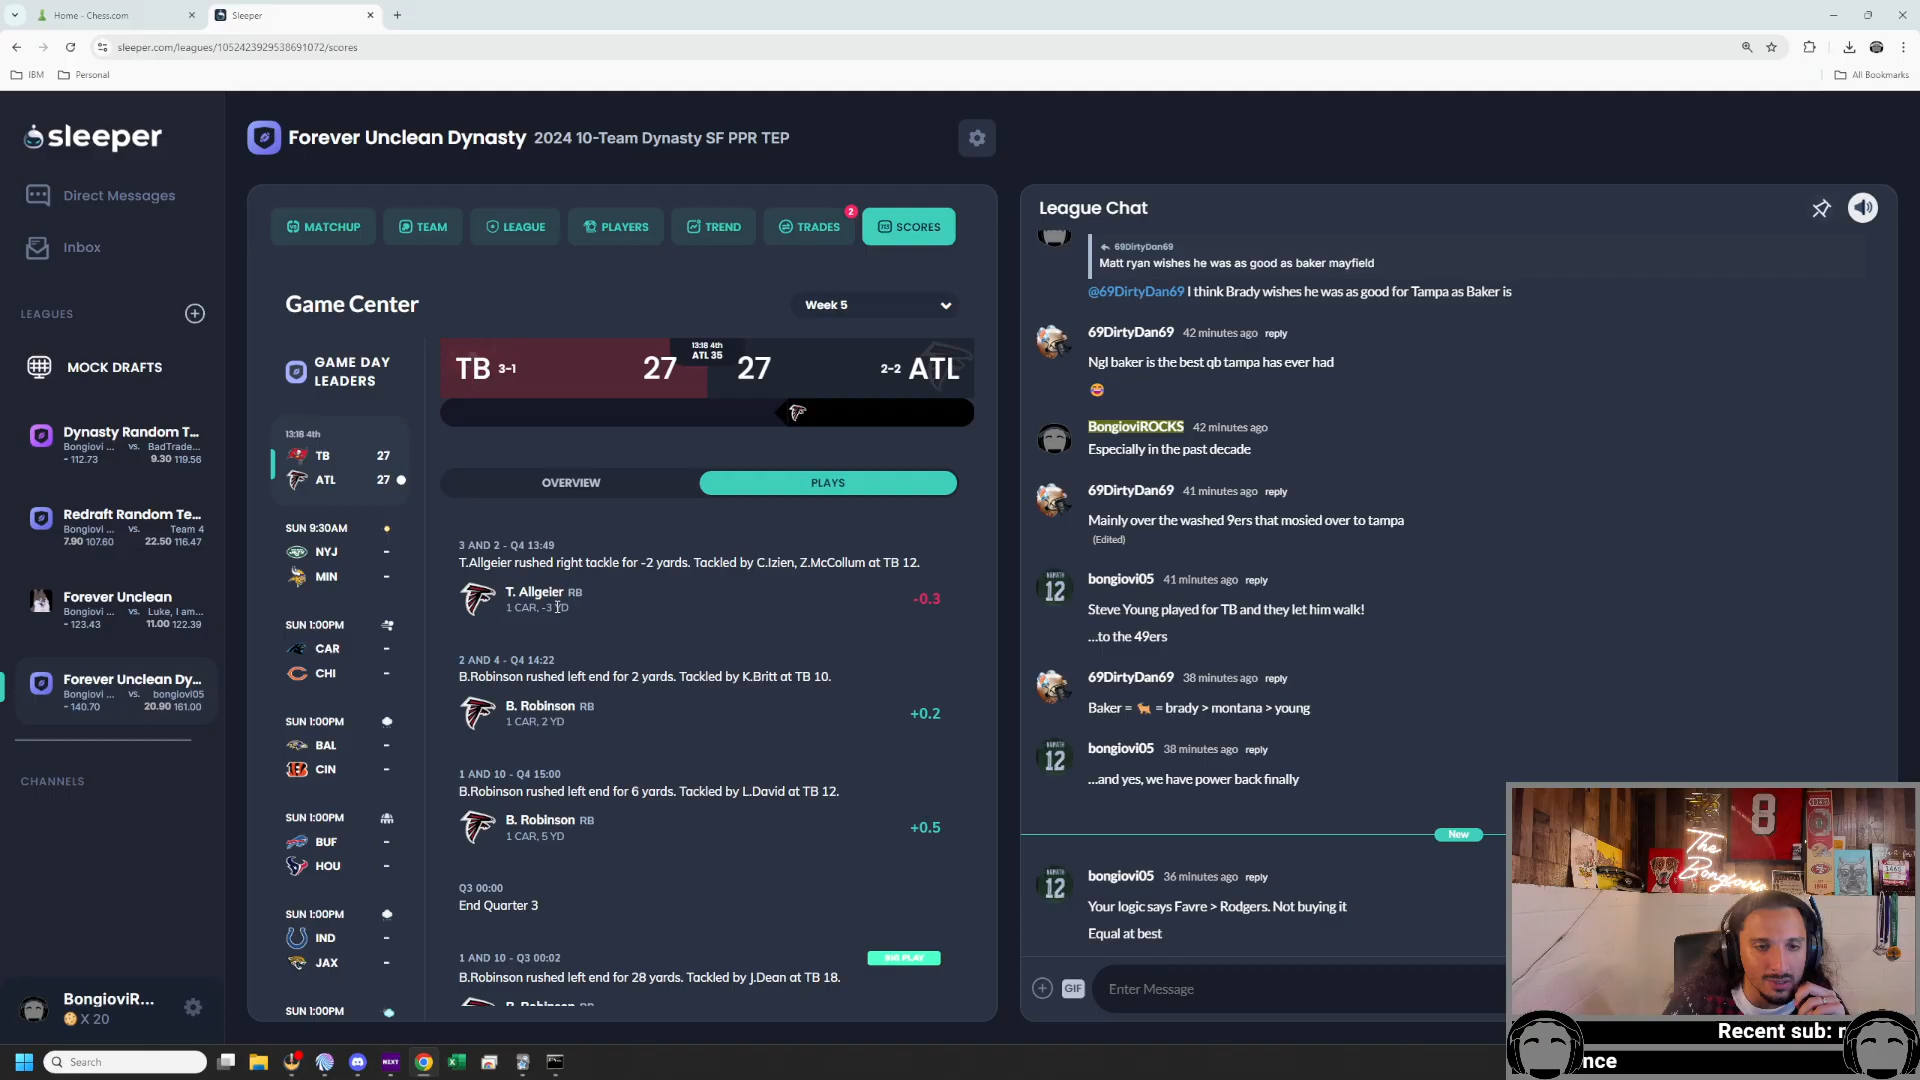 Home - Chess.com
Sleeper
sleeper.com/leagues/1052423929538691072/scores
IBM
Personal
All Bookmarks
sleeper
Direct Messages
Inbox
LEAGUES
MOCK DRAFTS
Dynasty Random T...
Bongiovi ... vs. BadTrade...
- 112.73 9.30 119.56
Redraft Random Te...
Bongiovi ... vs. Team 4
7.90 107.60 22.50 116.47
Forever Unclean
Bongiovi ... vs. Luke, I am...
- 123.43 11.00 122.39
Forever Unclean Dy...
Bongiovi ... vs. bongiovi05
- 140.70 20.90 161.00
CHANNELS
BongioviR...
X 20
Forever Unclean Dynasty 2024 10-Team Dynasty SF PPR TEP
MATCHUP
TEAM
LEAGUE
PLAYERS
TREND
TRADES
2
SCORES
Game Center
Week 5
GAME DAY
LEADERS
13:18 4th
TB 27
ATL 27
SUN 9:30AM
NYJ -
MIN -
SUN 1:00PM
CAR -
CHI -
SUN 1:00PM
BAL -
CIN -
SUN 1:00PM
BUF -
HOU -
SUN 1:00PM
IND -
JAX -
SUN 1:00PM
TB 3-1 27
13:18 4th
ATL 35
27 2-2 ATL
OVERVIEW
PLAYS
3 AND 2 - Q4 13:49
T.Allgeier rushed right tackle for -2 yards. Tackled by C.Izien, Z.McCollum at TB 12.
T. Allgeier RB
1 CAR, -3 YD
-0.3
2 AND 4 - Q4 14:22
B.Robinson rushed left end for 2 yards. Tackled by K.Britt at TB 10.
B. Robinson RB
1 CAR, 2 YD
+0.2
1 AND 10 - Q4 15:00
B.Robinson rushed left end for 6 yards. Tackled by L.David at TB 12.
B. Robinson RB
1 CAR, 5 YD
+0.5
Q3 00:00
End Quarter 3
1 AND 10 - Q3 00:02
BIG PLAY
B.Robinson rushed left end for 28 yards. Tackled by J.Dean at TB 18.
B. Robinson RB
League Chat
69DirtyDan69
Matt ryan wishes he was as good as baker mayfield
@69DirtyDan69 I think Brady wishes he was as good for Tampa as Baker is
69DirtyDan69 42 minutes ago reply
Ngl baker is the best qb tampa has ever had
BongioviROCKS 42 minutes ago
Especially in the past decade
69DirtyDan69 41 minutes ago reply
Mainly over the washed 9ers that mosied over to tampa
(Edited)
NAMATH
12
bongiovi05 41 minutes ago reply
Steve Young played for TB and they let him walk!
...to the 49ers
69DirtyDan69 38 minutes ago reply
Baker = = brady > montana > young
NAMATH
12
bongiovi05 38 minutes ago reply
...and yes, we have power back finally
New
NAMATH
12
bongiovi05 36 minutes ago reply
Your logic says Favre > Rodgers. Not buying it
Equal at best
GIF
Enter Message
8
The
Recent sub:
nce
Search
NZXT